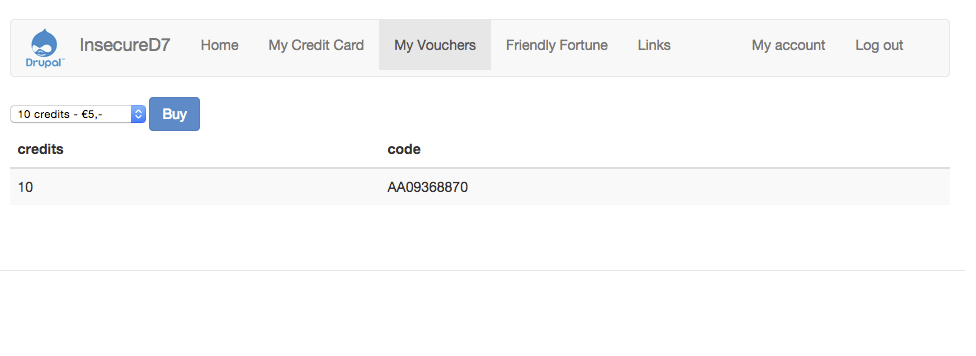 Drupal™ InsecureD7 Home My Credit Card My Vouchers Friendly Fortune Links My account Log out
10 credits - €5,- Buy
credits code
10 AA09368870